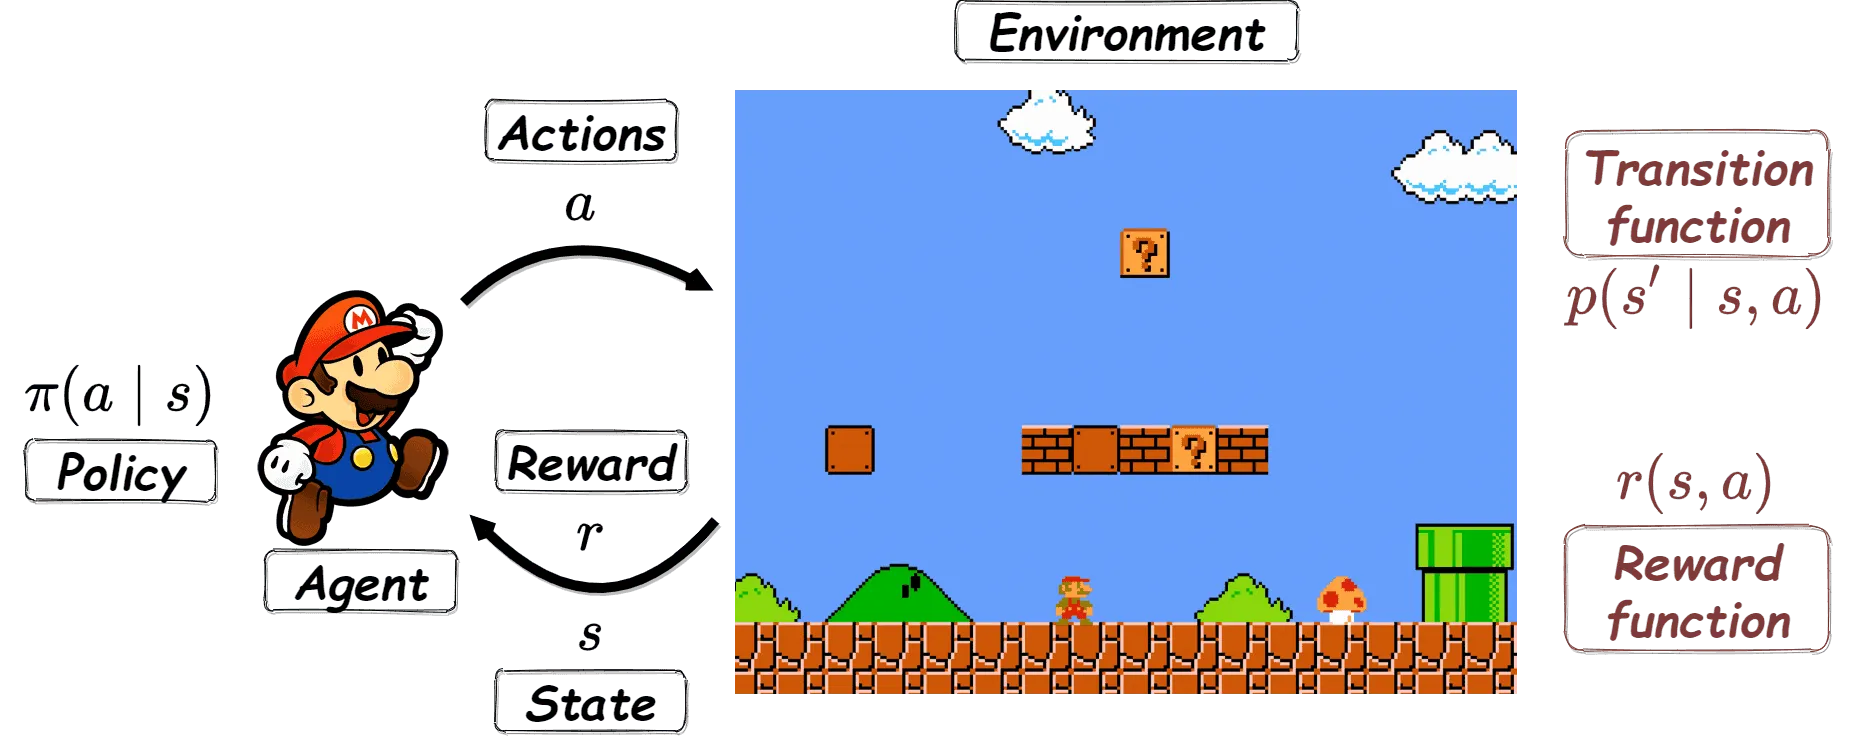 Environment
Actions
a
Transition
function
p(s′ | s, a)
?
M
π(a | s)
Policy
Reward
r
?
r(s, a)
Agent
Reward
function
s
State